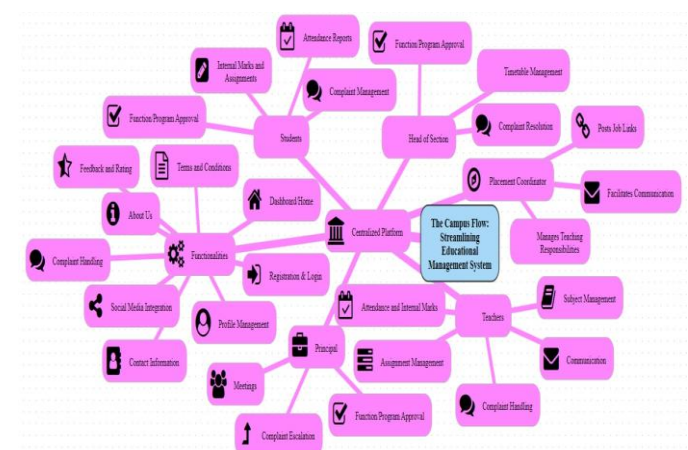 Attendance Reports
Function/Program Approval
Internal Marks and
Assignments
Timetable Management
Complaint Management
Function/Program Approval
Students
Head of Section
Complaint Resolution
Posts Job Links
Feedback and Rating
Terms and Conditions
Placement Coordinator
Facilitates Communication
Dashboard/Home
About Us
Centralized Platform
The Campus Flow:
Streamlining
Educational
Management System
Manages Teaching
Responsibilities
Complaint Handling
Functionalities
Registration & Login
Social Media Integration
Profile Management
Attendance and Internal Marks
Teachers
Subject Management
Contact Information
Principal
Assignment Management
Communication
Meetings
Complaint Handling
Function/Program Approval
Complaint Escalation